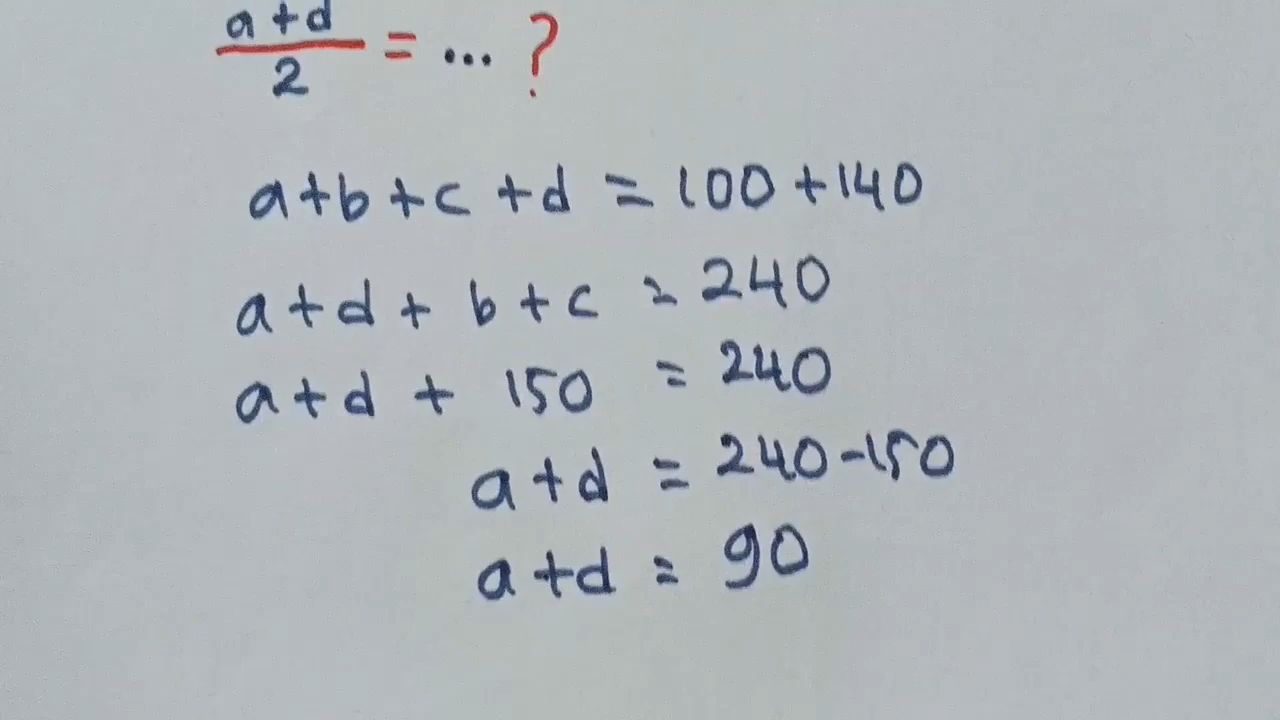 a+d
2
= ... ?
a+b+c+d = 100+140
a+d+ b+c = 240
a+d + 150 = 240
a+d = 240-150
a+d = 90